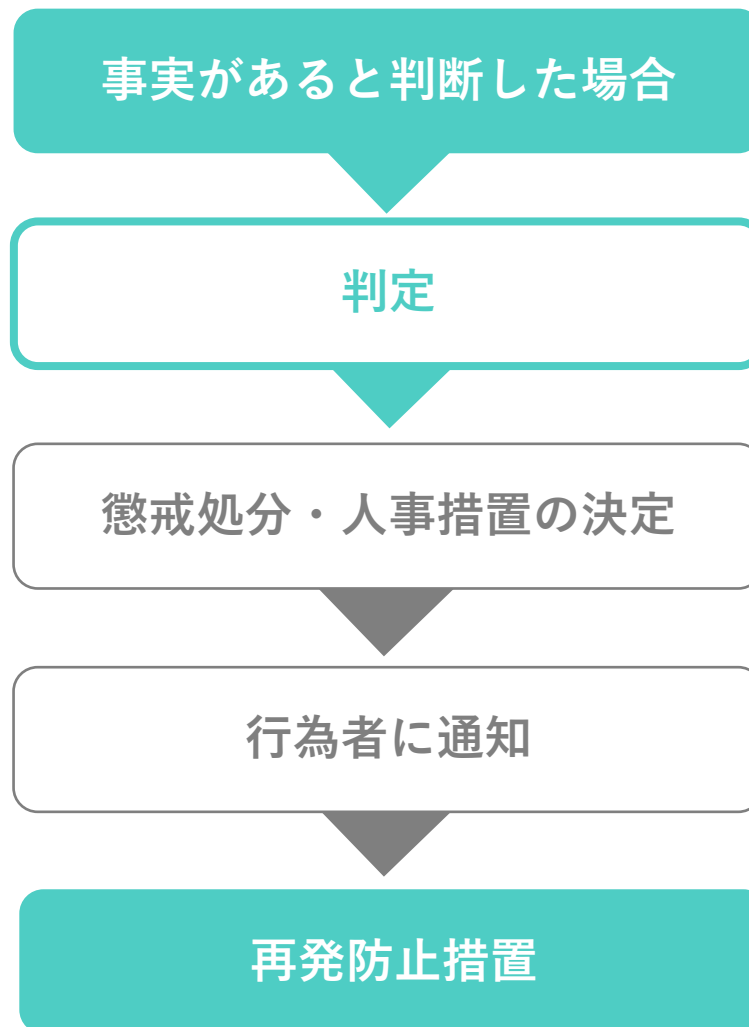 事実があると判断した場合
判定
懲戒処分・人事措置の決定
行為者に通知
再発防止措置